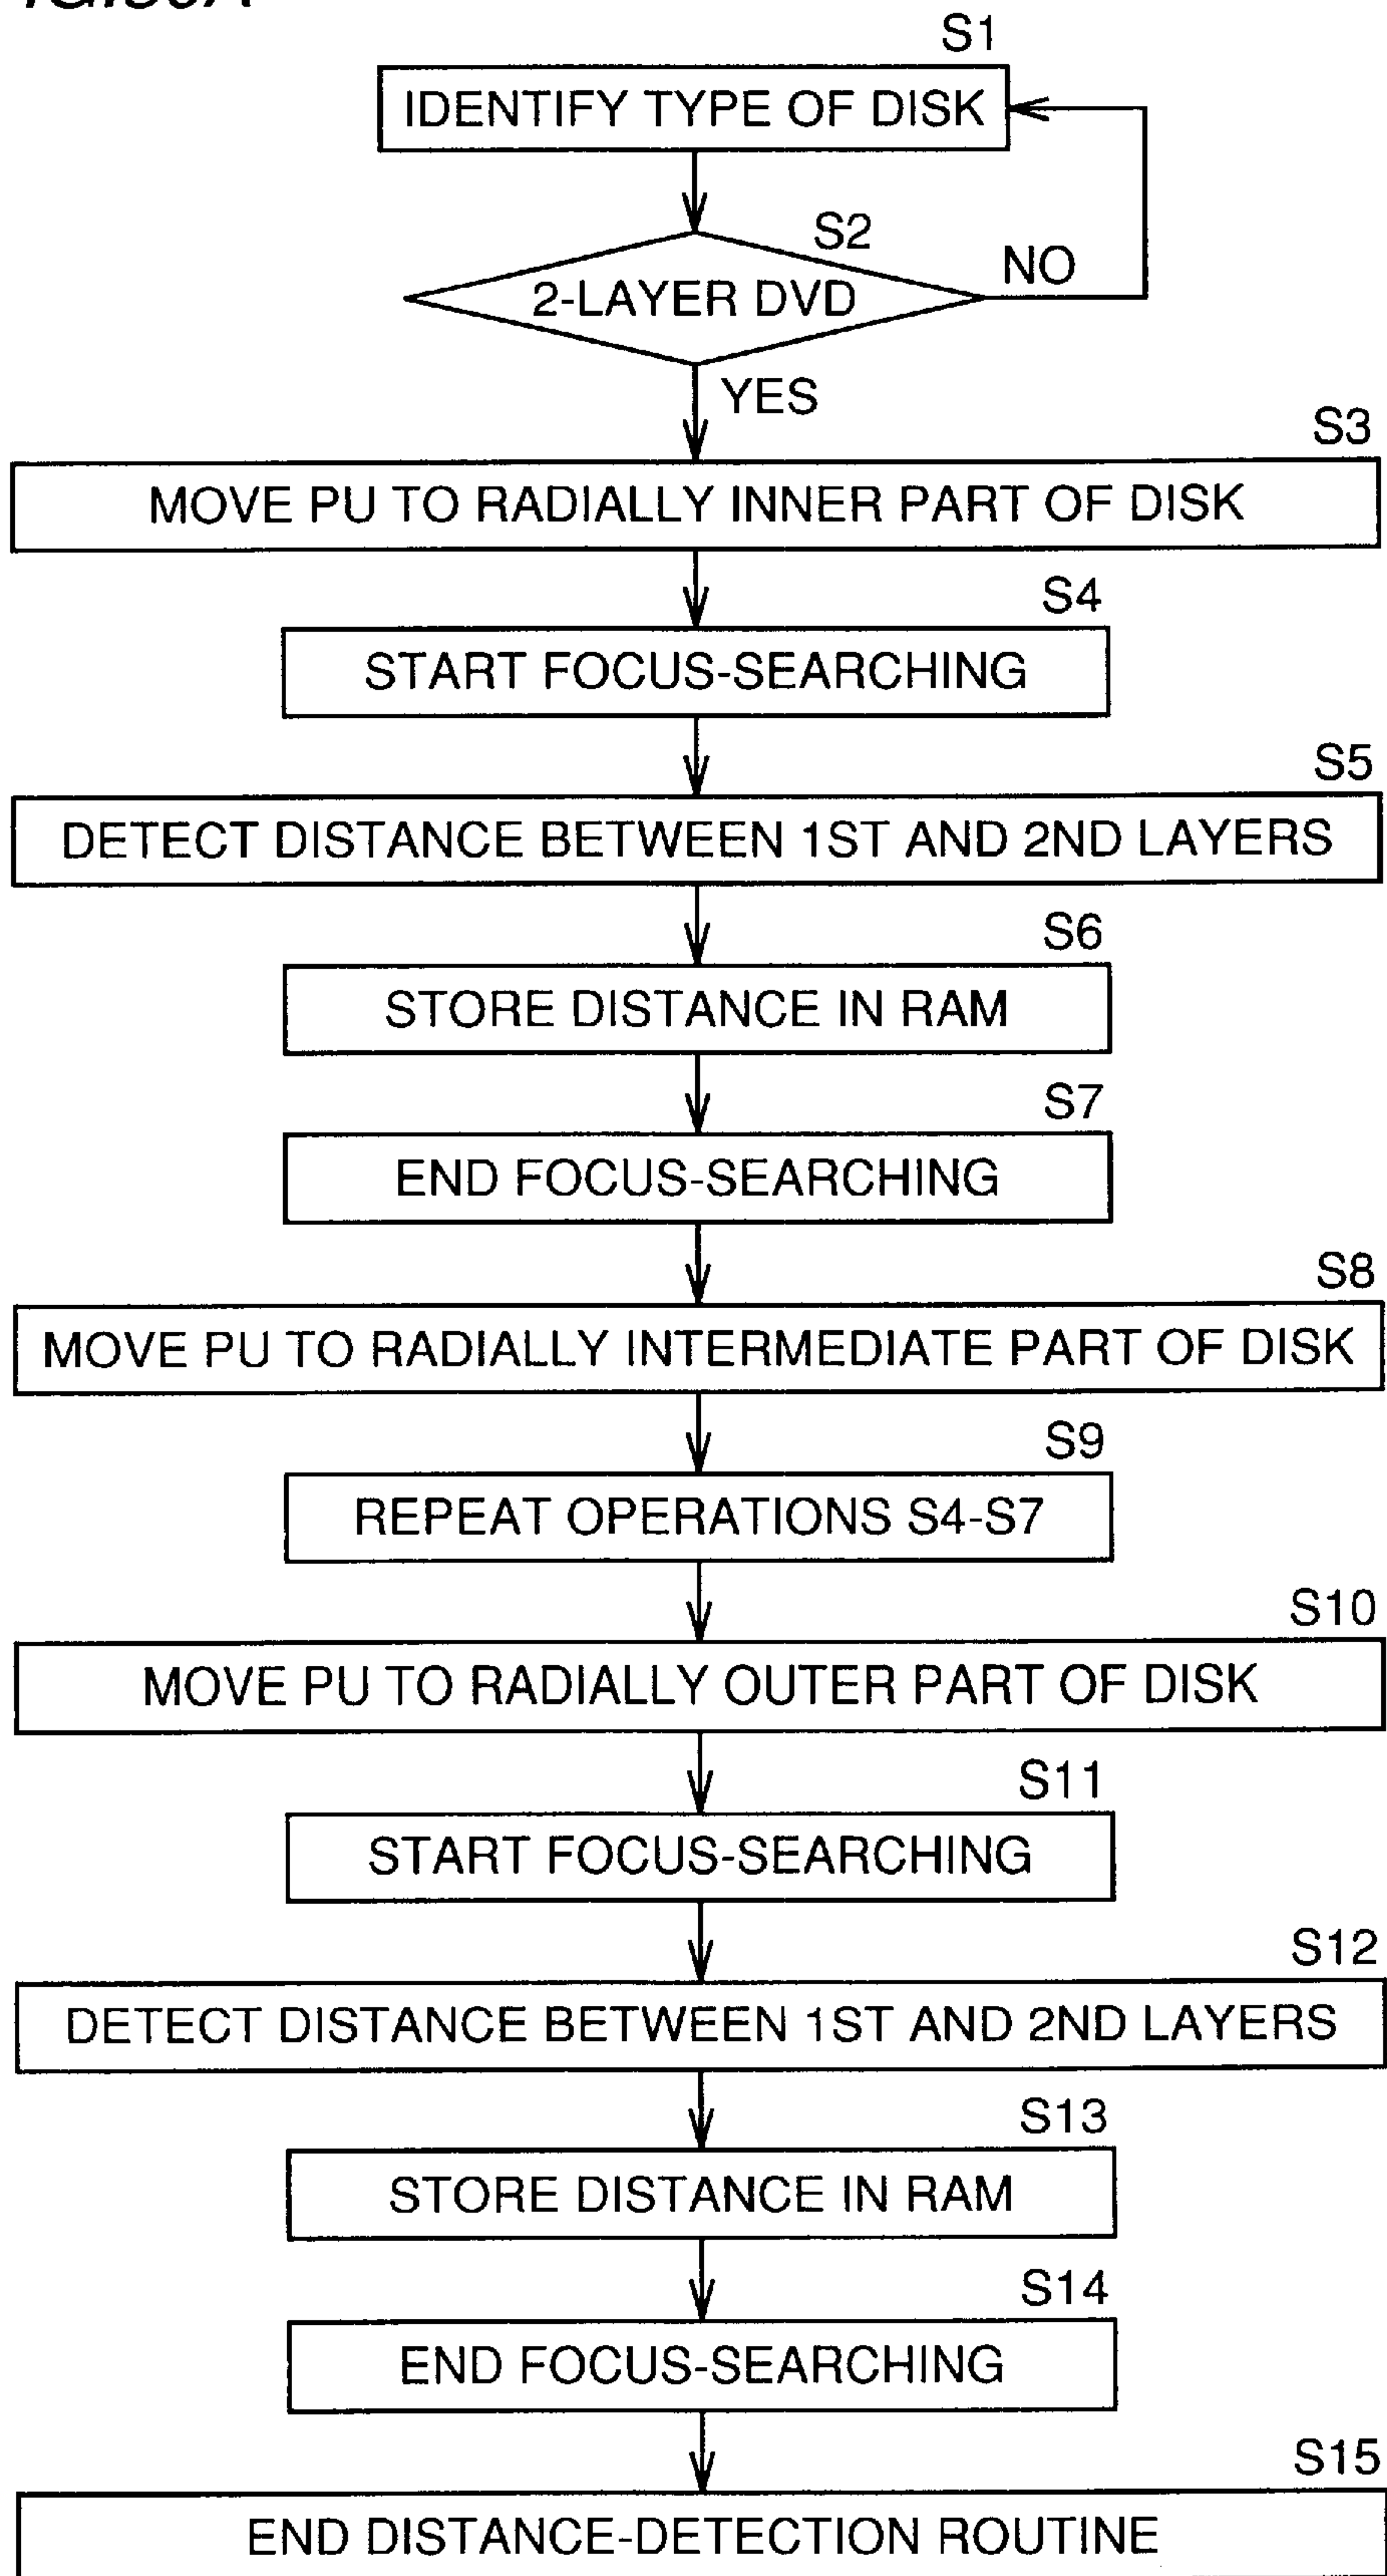 S1
IDENTIFY TYPE OF DISK
S2
2-LAYER DVD
NO
YES
S3
MOVE PU TO RADIALLY INNER PART OF DISK
S4
START FOCUS-SEARCHING
S5
DETECT DISTANCE BETWEEN 1ST AND 2ND LAYERS
S6
STORE DISTANCE IN RAM
S7
END FOCUS-SEARCHING
S8
MOVE PU TO RADIALLY INTERMEDIATE PART OF DISK
S9
REPEAT OPERATIONS S4-S7
S10
MOVE PU TO RADIALLY OUTER PART OF DISK
S11
START FOCUS-SEARCHING
S12
DETECT DISTANCE BETWEEN 1ST AND 2ND LAYERS
S13
STORE DISTANCE IN RAM
S14
END FOCUS-SEARCHING
S15
END DISTANCE-DETECTION ROUTINE